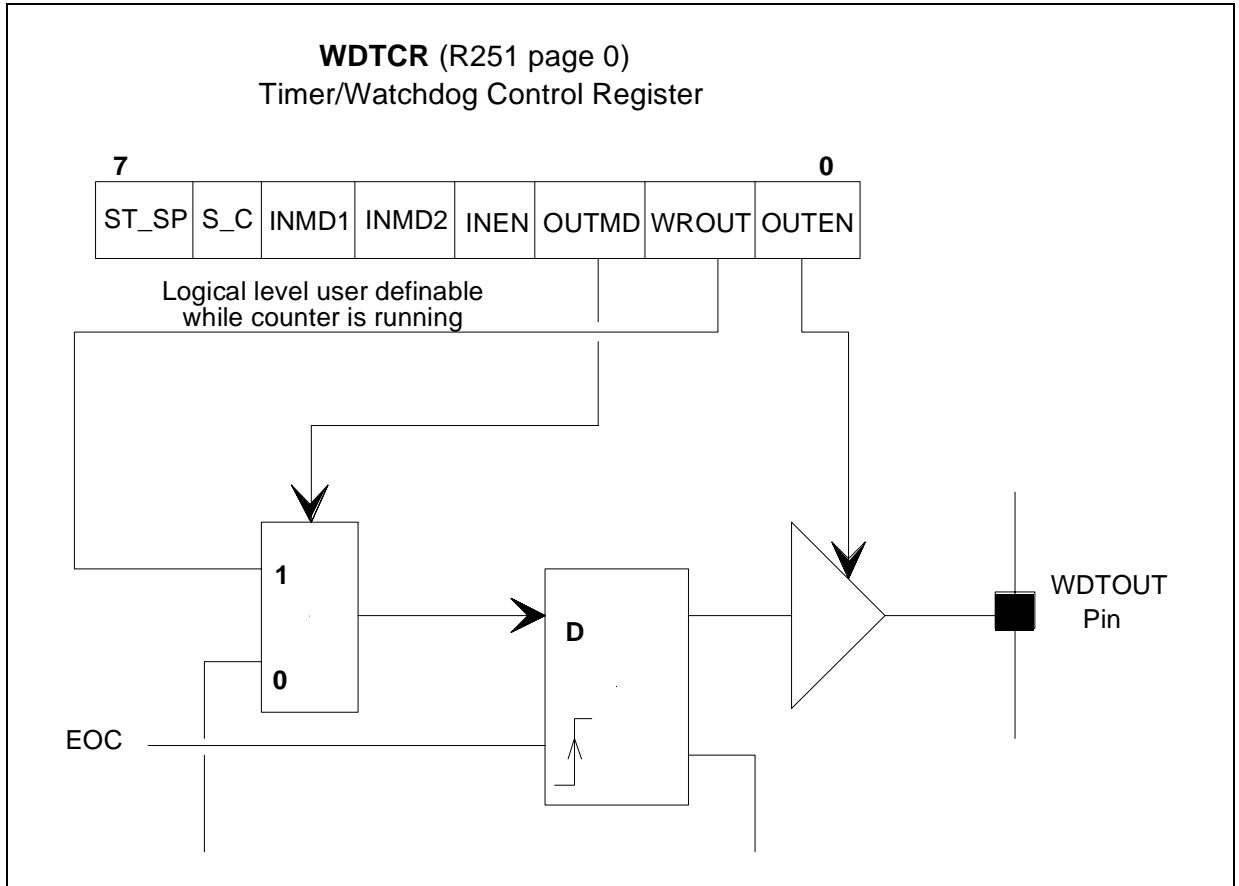 WDTCR (R251 page 0)
Timer/Watchdog Control Register
7 0
ST_SP S_C INMD1 INMD2 INEN OUTMD WROUT OUTEN
Logical level user definable
while counter is running
1
D
0
WDTOUT
Pin
EOC